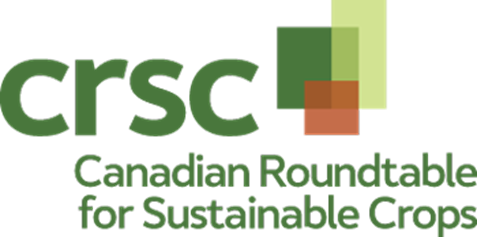 crsc
Canadian Roundtable
for Sustainable Crops